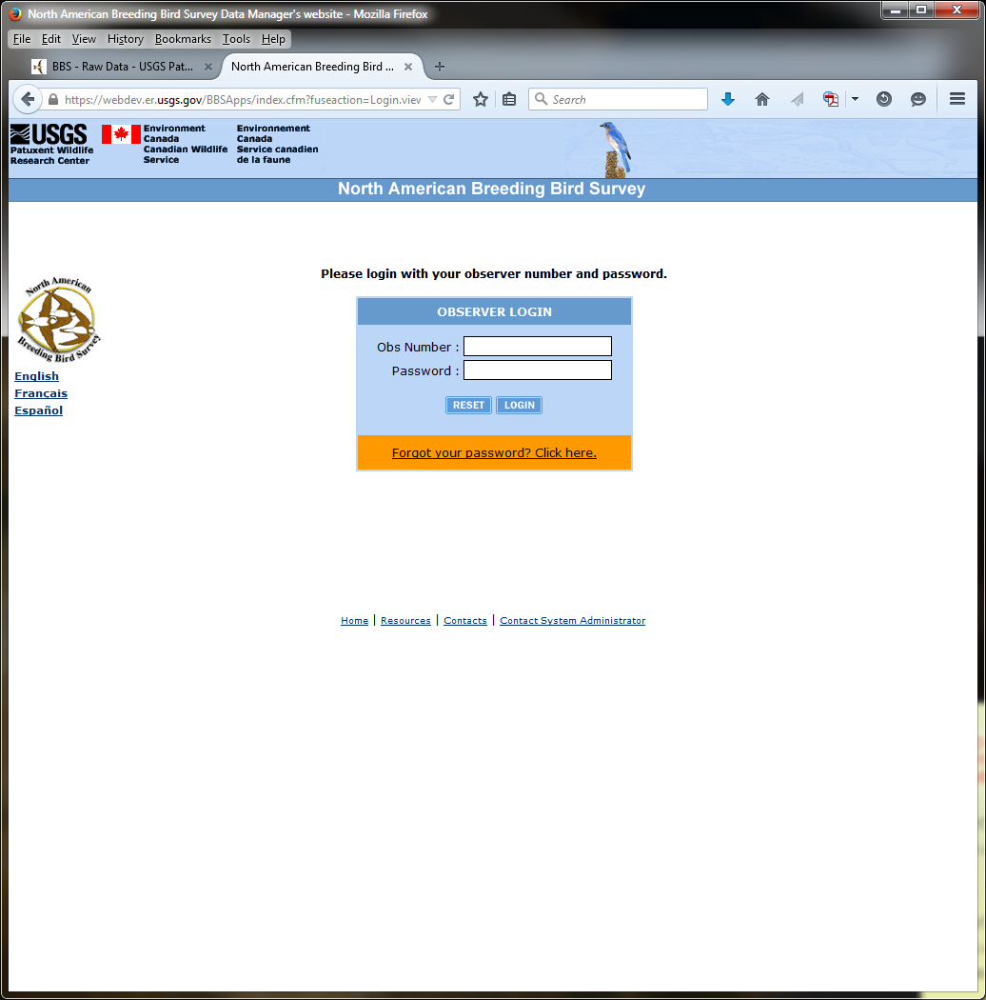 North American Breeding Bird Survey Data Manager's website - Mozilla Firefox
File Edit View History Bookmarks Tools Help
BBS - Raw Data - USGS Pat... North American Breeding Bird ...
https://webdev.er.usgs.gov/BBSApps/index.cfm?fuseaction=Login.view Search
USGS
Patuxent Wildlife
Research Center
Environment
Canada
Canadian Wildlife
Service
Environnement
Canada
Service canadien
de la faune
North American Breeding Bird Survey
Please login with your observer number and password.
North American
Breeding Bird Survey
English
Francais
Español
OBSERVER LOGIN
Obs Number :
Password :
RESET LOGIN
Forgot your password? Click here.
Home | Resources | Contacts | Contact System Administrator